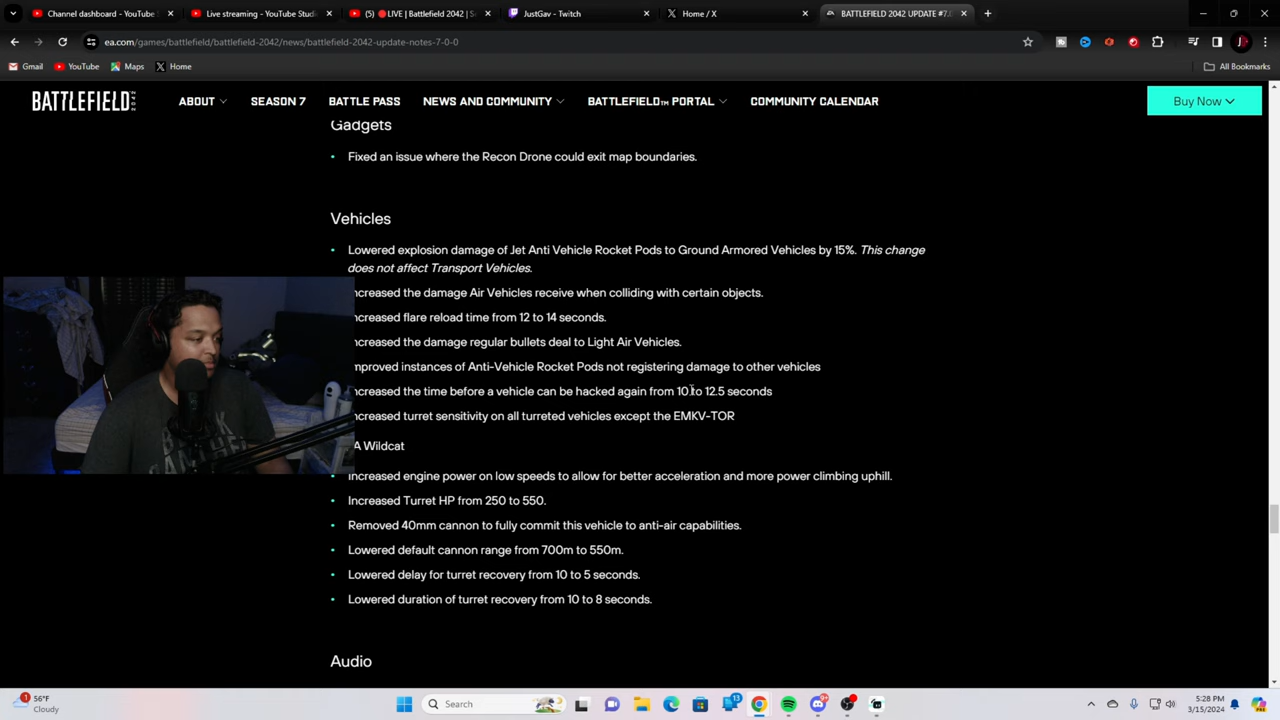 Channel dashboard - YouTube S
Live streaming - YouTube Studi
(5) 🔴LIVE | Battlefield 2042 | S
JustGav - Twitch
Home / X
BATTLEFIELD 2042 UPDATE #7.
ea.com/games/battlefield/battlefield-2042/news/battlefield-2042-update-notes-7-0-0
Gmail YouTube Maps Home All Bookmarks
BATTLEFIELD 2042 ABOUT SEASON 7 BATTLE PASS NEWS AND COMMUNITY BATTLEFIELD™ PORTAL COMMUNITY CALENDAR Buy Now
Gadgets
• Fixed an issue where the Recon Drone could exit map boundaries.
Vehicles
• Lowered explosion damage of Jet Anti Vehicle Rocket Pods to Ground Armored Vehicles by 15%. This change
does not affect Transport Vehicles.
ncreased the damage Air Vehicles receive when colliding with certain objects.
ncreased flare reload time from 12 to 14 seconds.
ncreased the damage regular bullets deal to Light Air Vehicles.
mproved instances of Anti-Vehicle Rocket Pods not registering damage to other vehicles
ncreased the time before a vehicle can be hacked again from 10 to 12.5 seconds
ncreased turret sensitivity on all turreted vehicles except the EMKV-TOR
A Wildcat
• Increased engine power on low speeds to allow for better acceleration and more power climbing uphill.
• Increased Turret HP from 250 to 550.
• Removed 40mm cannon to fully commit this vehicle to anti-air capabilities.
• Lowered default cannon range from 700m to 550m.
• Lowered delay for turret recovery from 10 to 5 seconds.
• Lowered duration of turret recovery from 10 to 8 seconds.
Audio
1 56°F
Cloudy
Search
13
9+
5:28 PM
3/15/2024